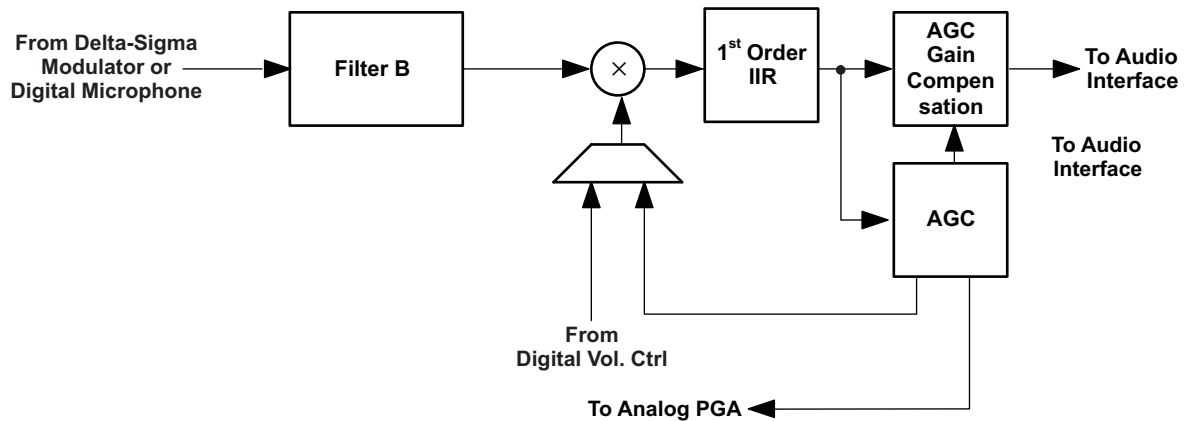 From Delta-Sigma
Modulator or
Digital Microphone
Filter B
×
1st Order
IIR
AGC
Gain
Compen
sation
To Audio
Interface
To Audio
Interface
AGC
From
Digital Vol. Ctrl
To Analog PGA